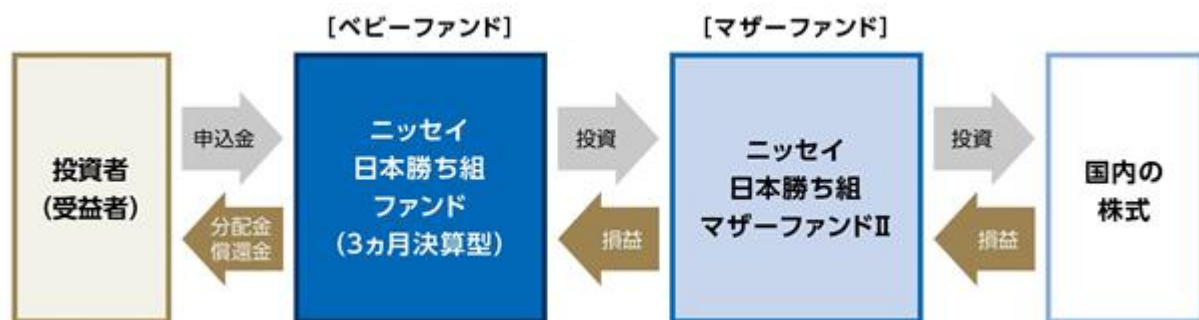 ［ベビーファンド］
［マザーファンド］
投資者
（受益者）
申込金
分配金
償還金
ニッセイ
日本勝ち組
ファンド
（3ヵ月決算型）
投資
損益
ニッセイ
日本勝ち組
マザーファンドⅡ
投資
損益
国内の
株式